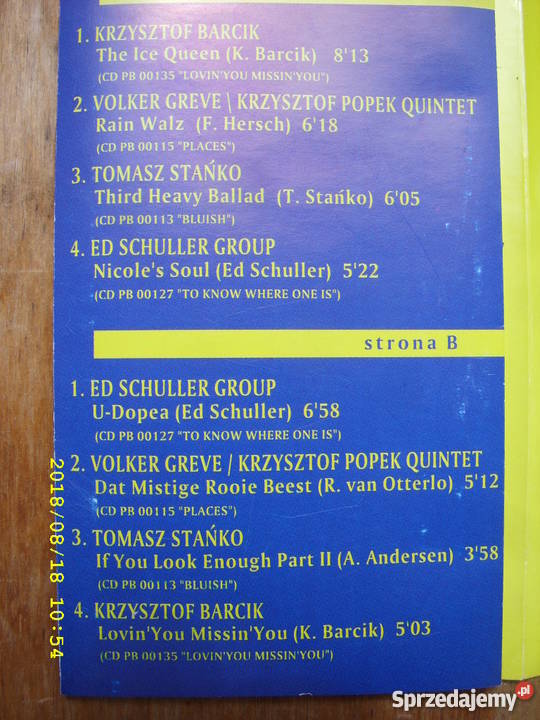 1. KRZYSZTOF BARCIK
The Ice Queen (K. Barcik) 8'13
(CD PB 00135 "LOVIN'YOU MISSIN'YOU")
2. VOLKER GREVE \ KRZYSZTOF POPEK QUINTET
Rain Walz (F. Hersch) 6'18
(CD PB 00115 "PLACES")
3. TOMASZ STAŃKO
Third Heavy Ballad (T. Stańko) 6'05
(CD PB 00113 "BLUISH")
4. ED SCHULLER GROUP
Nicole's Soul (Ed Schuller) 5'22
(CD PB 00127 "TO KNOW WHERE ONE IS")
strona B
1. ED SCHULLER GROUP
U-Dopea (Ed Schuller) 6'58
(CD PB 00127 "TO KNOW WHERE ONE IS")
2. VOLKER GREVE / KRZYSZTOF POPEK QUINTET
Dat Mistige Rooie Beest (R. van Otterlo) 5'12
(CD PB 00115 "PLACES")
3. TOMASZ STAŃKO
If You Look Enough Part II (A. Andersen) 3'58
(CD PB 00113 "BLUISH")
4. KRZYSZTOF BARCIK
Lovin'You Missin'You (K. Barcik) 5'03
(CD PB 00135 "LOVIN'YOU MISSIN'YOU")
2018/08/18 10:54
Sprzedajemy.pl